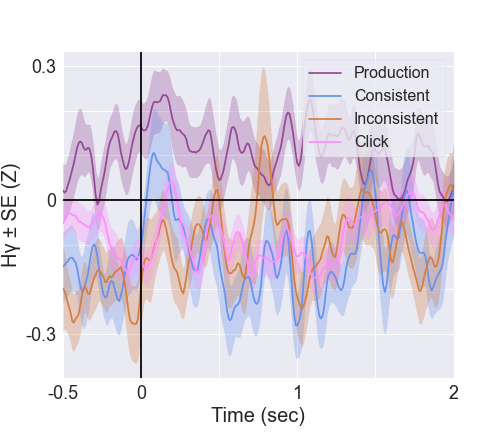 0.3
0
-0.3
Hγ ± SE (Z)
Production
Consistent
Inconsistent
Click
-0.5
0
1
2
Time (sec)